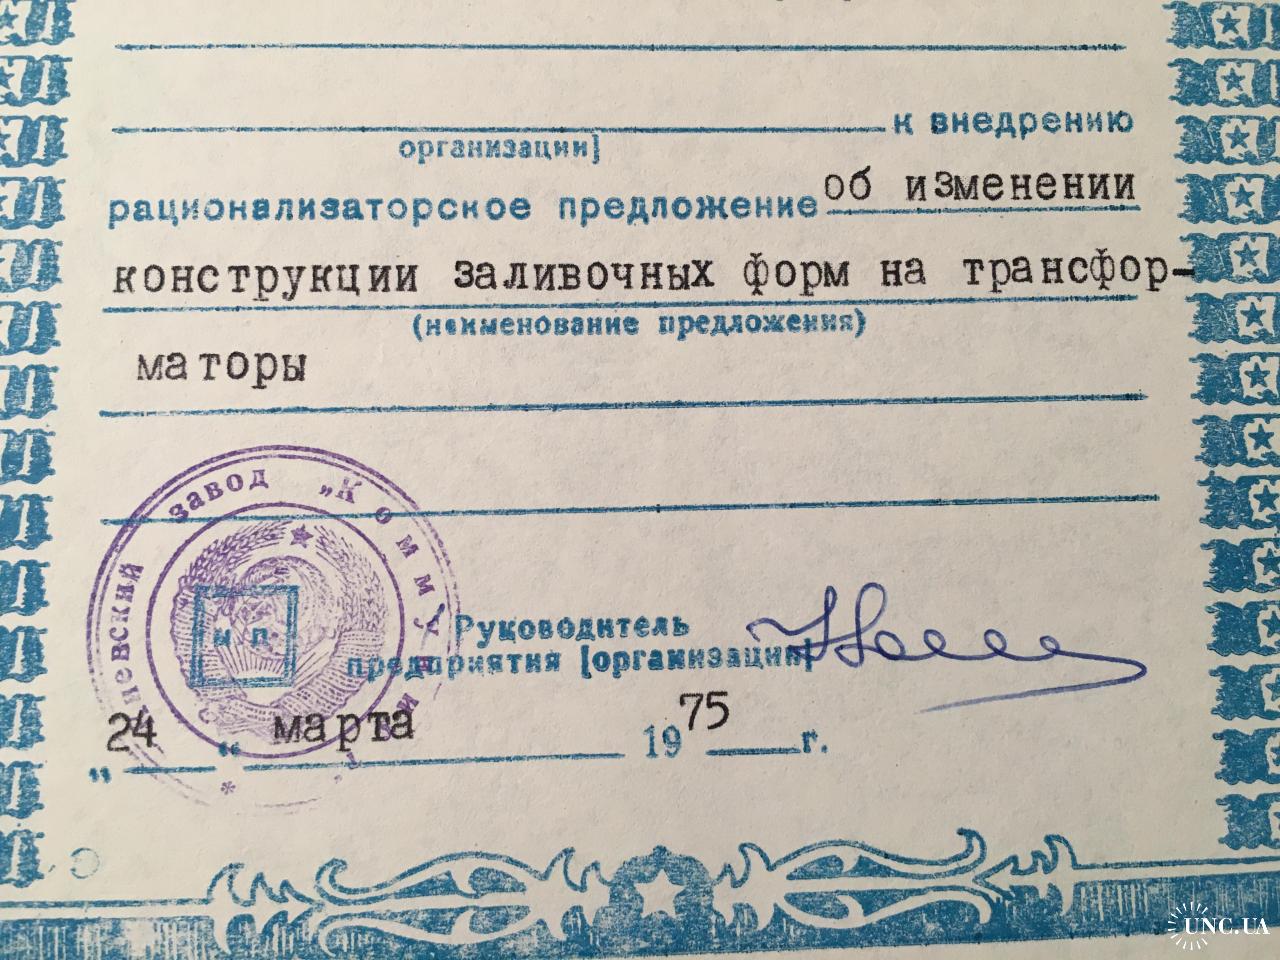 к внедрению
организации]
рационализаторское предложение об изменении
конструкции заливочных форм на трансфор-
(наименование предложения)
маторы
завод „Коммунист"
М П
Руководитель
предприятия [организации]
24 " марта 1975 г.
UNC.UA